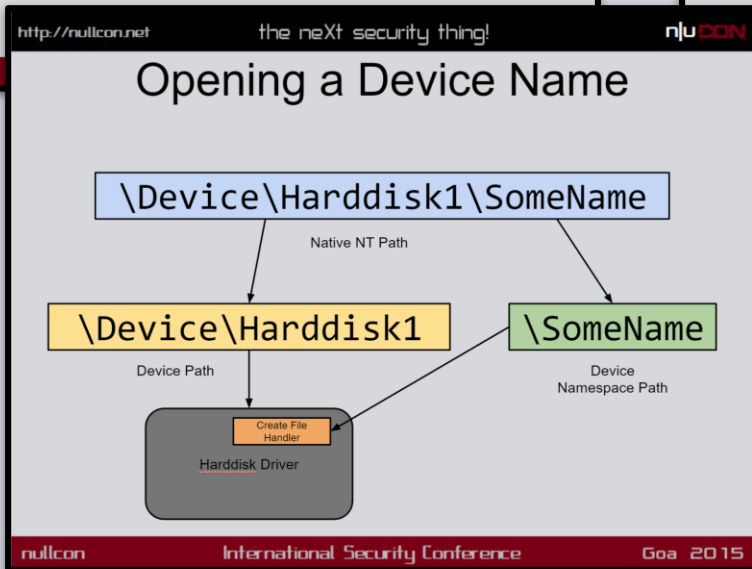 http://nullcon.net the neXt security thing! n|uCON
Opening a Device Name
\Device\Harddisk1\SomeName
Native NT Path
\Device\Harddisk1
\SomeName
Device Path
Device
Namespace Path
Create File
Handler
Harddisk Driver
nullcon International Security Conference Goa 2015